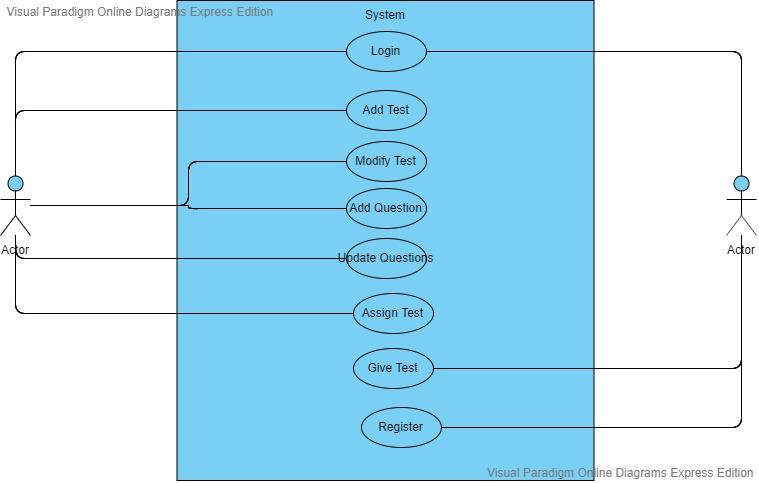 Visual Paradigm Online Diagrams Express Edition
System
Login
Add Test
Modify Test
Add Question
Actor
Actor
Update Questions
Assign Test
Give Test
Register
Visual Paradigm Online Diagrams Express Edition